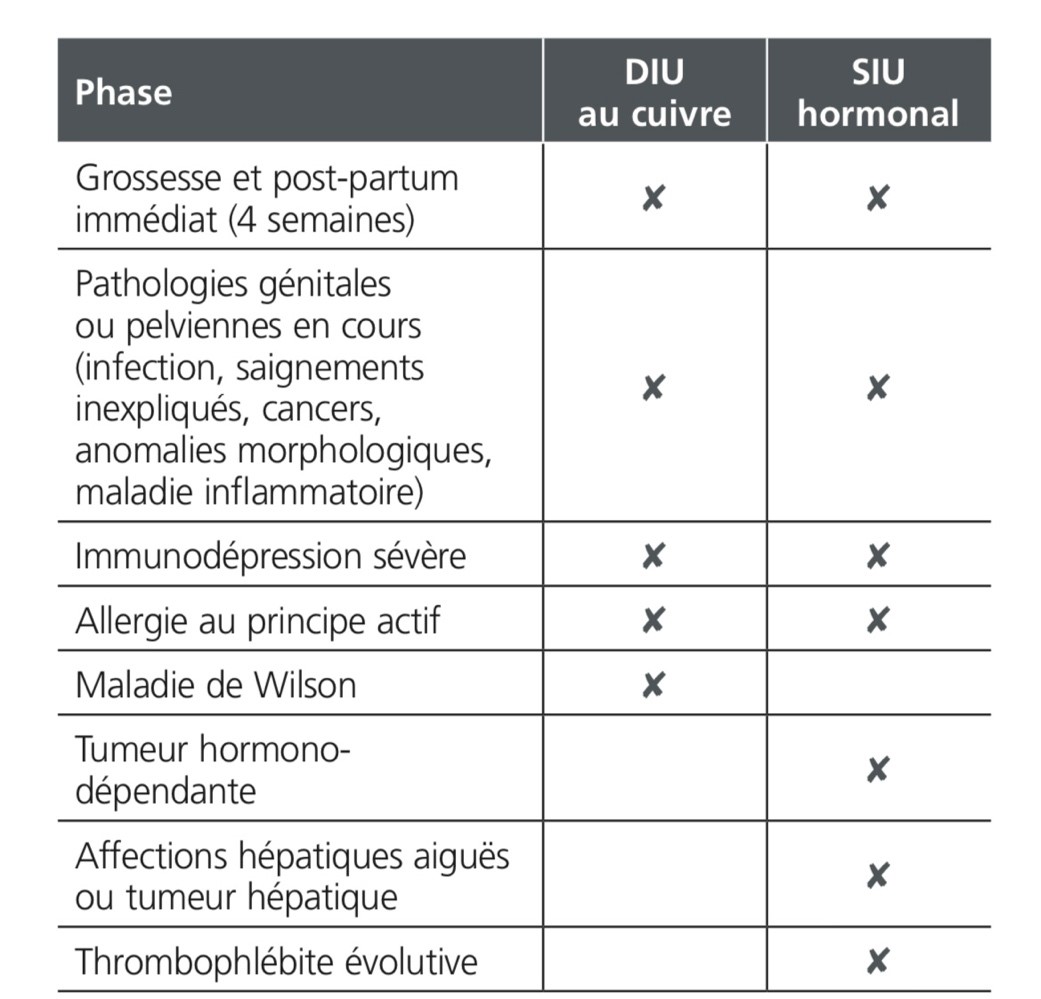 Phase
DIU
au cuivre
SIU
hormonal
Grossesse et post-partum
immédiat (4 semaines)
✘ ✘
Pathologies génitales
ou pelviennes en cours
(infection, saignements
inexpliqués, cancers,
anomalies morphologiques,
maladie inflammatoire)
✘ ✘
Immunodépression sévère ✘ ✘
Allergie au principe actif ✘ ✘
Maladie de Wilson ✘
Tumeur hormono-
dépendante
✘
Affections hépatiques aiguës
ou tumeur hépatique
✘
Thrombophlébite évolutive ✘